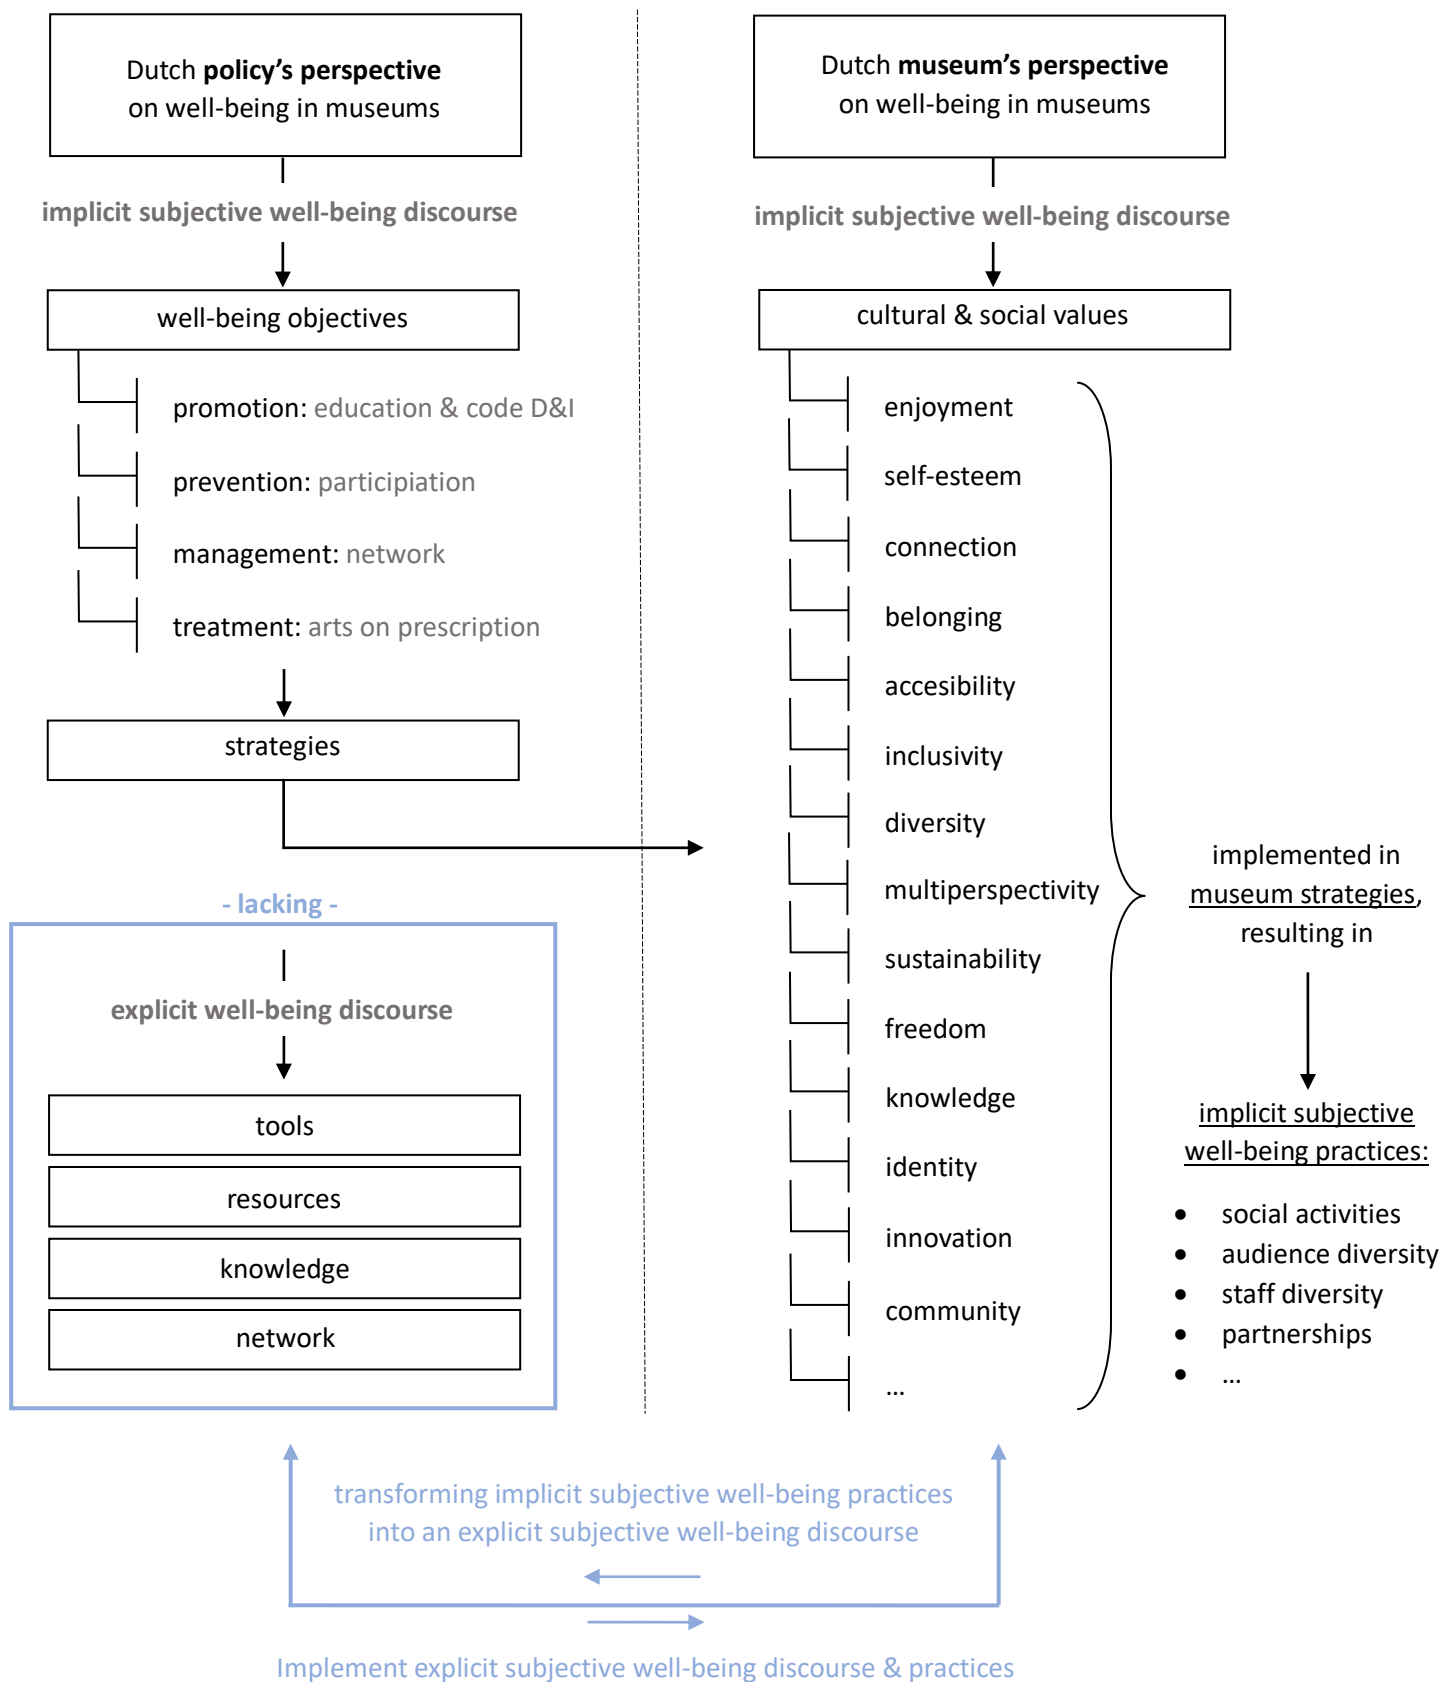 Dutch policy’s perspective
on well-being in museums
implicit subjective well-being discourse
well-being objectives
promotion: education & code D&I
prevention: participiation
management: network
treatment: arts on prescription
strategies
- lacking -
explicit well-being discourse
tools
resources
knowledge
network
Dutch museum’s perspective
on well-being in museums
implicit subjective well-being discourse
cultural & social values
enjoyment
self-esteem
connection
belonging
accesibility
inclusivity
diversity
multiperspectivity
sustainability
freedom
knowledge
identity
innovation
community
...
implemented in
museum strategies,
resulting in
implicit subjective
well-being practices:
• social activities
• audience diversity
• staff diversity
• partnerships
• ...
transforming implicit subjective well-being practices
into an explicit subjective well-being discourse
Implement explicit subjective well-being discourse & practices